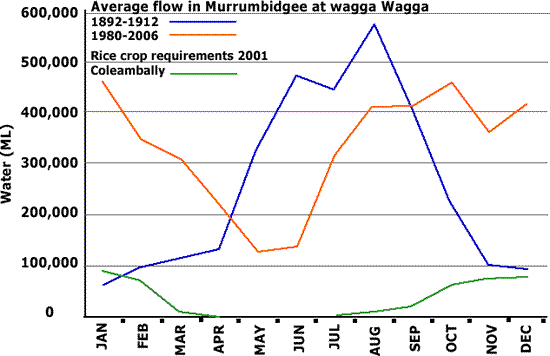 Average flow in Murrumbidgee at wagga Wagga
1892-1912
1980-2006
Rice crop requirements 2001
Coleambally
Water (ML)
600,000
500,000
400,000
300,000
200,000
100,000
0
JAN FEB MAR APR MAY JUN JUL AUG SEP OCT NOV DEC